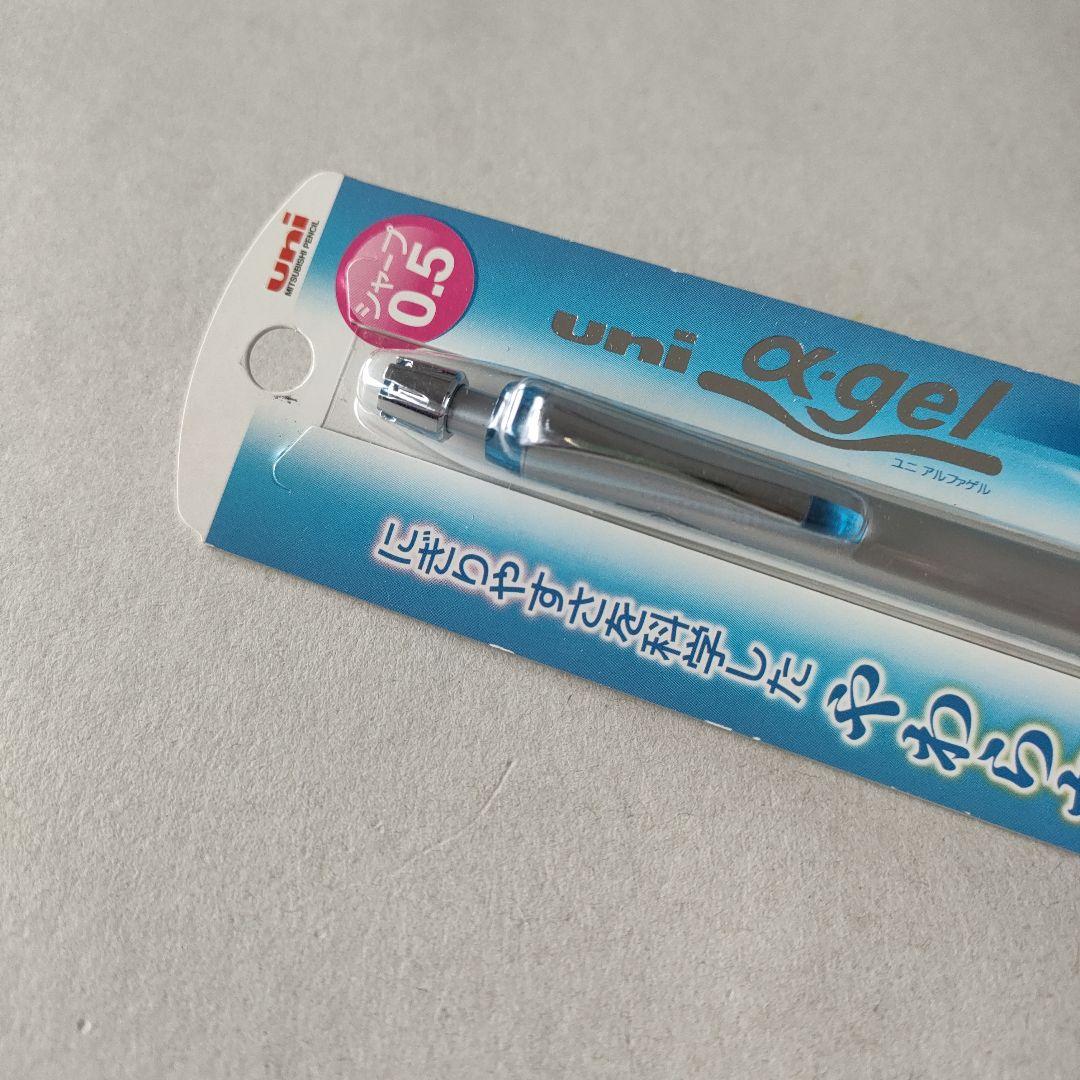 uni
MITSUBISHI PENCIL
シャープ
0.5
uni α·gel
ユニ アルファゲル
にぎりやすさを科学した
やわら